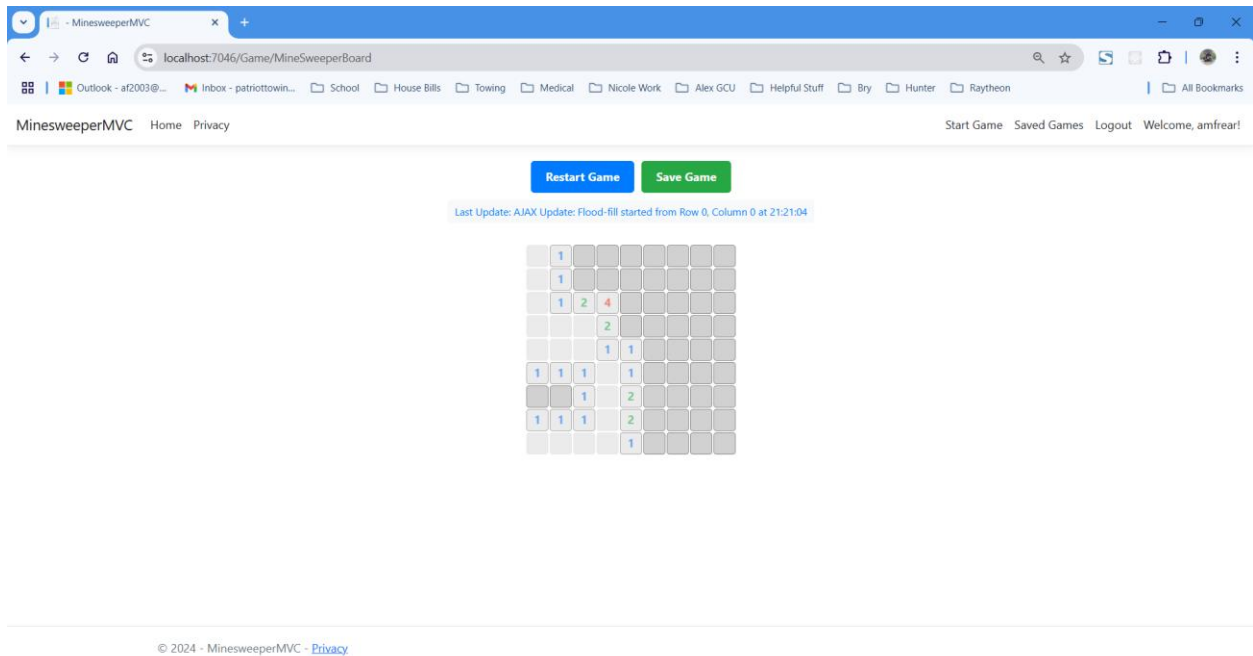 - MinesweeperMVC
localhost:7046/Game/MineSweeperBoard
Outlook - af2003@... Inbox - patriottowin... School House Bills Towing Medical Nicole Work Alex GCU Helpful Stuff Bry Hunter Raytheon All Bookmarks
MinesweeperMVC Home Privacy Start Game Saved Games Logout Welcome, amfrear!
Restart Game Save Game
Last Update: AJAX Update: Flood-fill started from Row 0, Column 0 at 21:21:04
1
1
1 2 4
2
1 1
1 1 1 1
1 2
1 1 1 2
1
© 2024 - MinesweeperMVC - Privacy